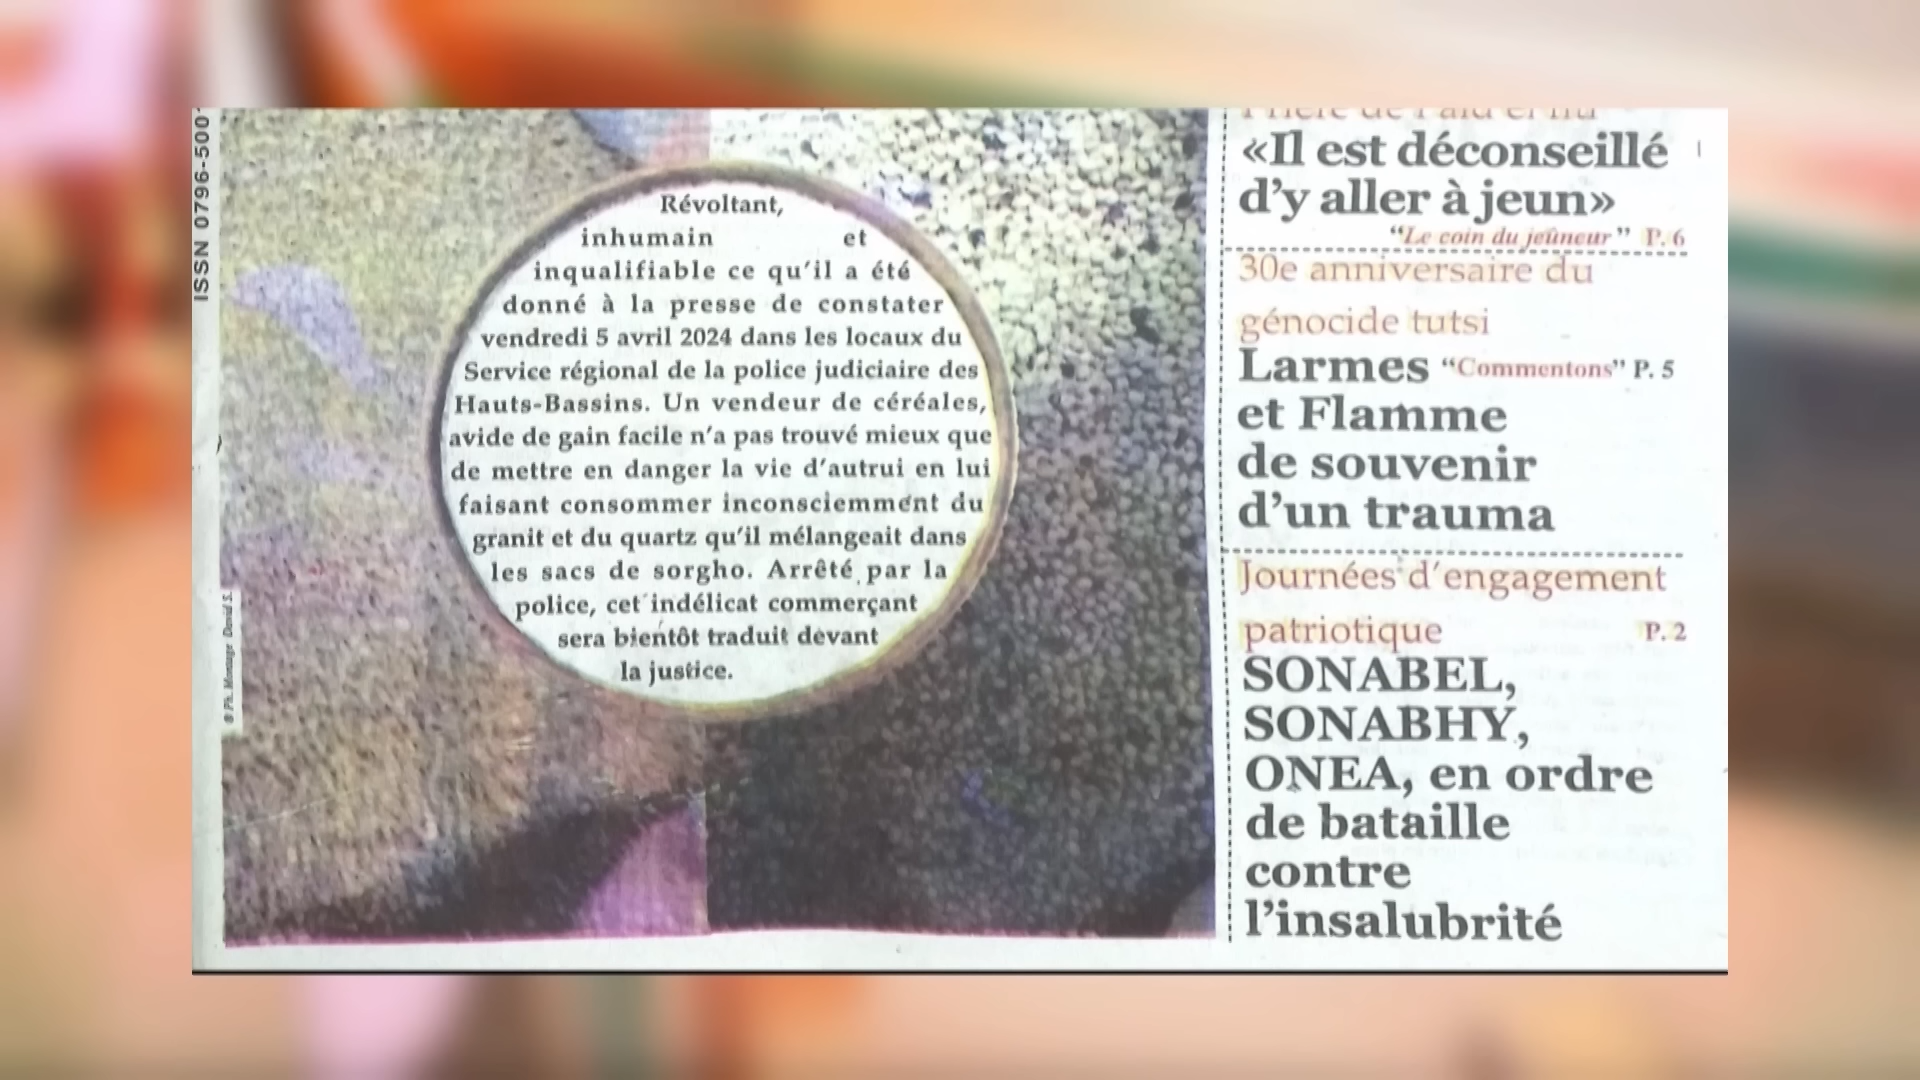 ISSN 0796-500
Révoltant,
inhumain et
inqualifiable ce qu'il a été
donné à la presse de constater
vendredi 5 avril 2024 dans les locaux du
Service régional de la police judiciaire des
Hauts-Bassins. Un vendeur de céréales,
avide de gain facile n'a pas trouvé mieux que
de mettre en danger la vie d'autrui en lui
faisant consommer inconsciemment du
granit et du quartz qu'il mélangeait dans
les sacs de sorgho. Arrêté par la
police, cet indélicat commerçant
sera bientôt traduit devant
la justice.
© Ph. Montage David S.
«Il est déconseillé
d'y aller à jeun»
"Le coin du jeûneur" P. 6
30e anniversaire du
génocide tutsi
Larmes "Commentons" P. 5
et Flamme
de souvenir
d'un trauma
Journées d'engagement
patriotique P. 2
SONABEL,
SONABHY,
ONEA, en ordre
de bataille
contre
l'insalubrité